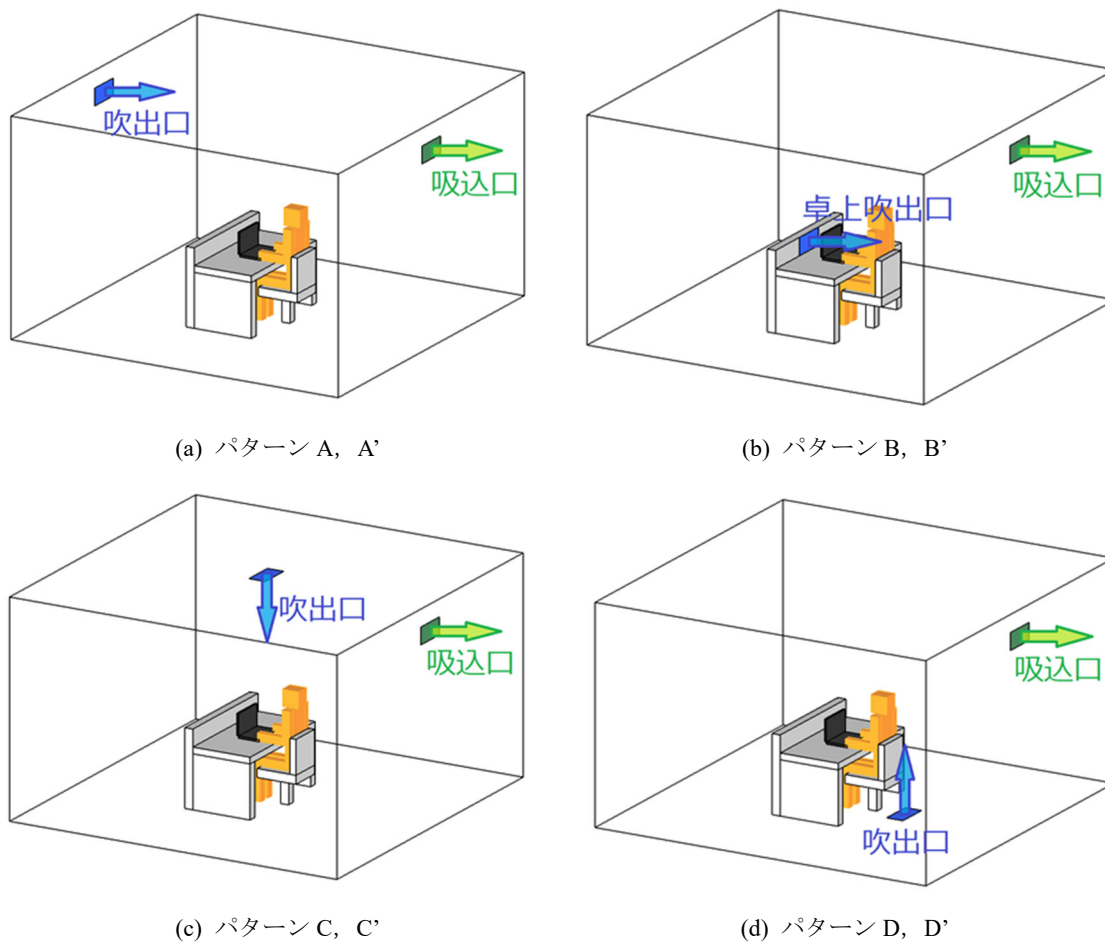 吹出口
吸込口
(a) パターン A，A’
卓上吹出口
吸込口
(b) パターン B，B’
吹出口
吸込口
(c) パターン C，C’
吸込口
吹出口
(d) パターン D，D’